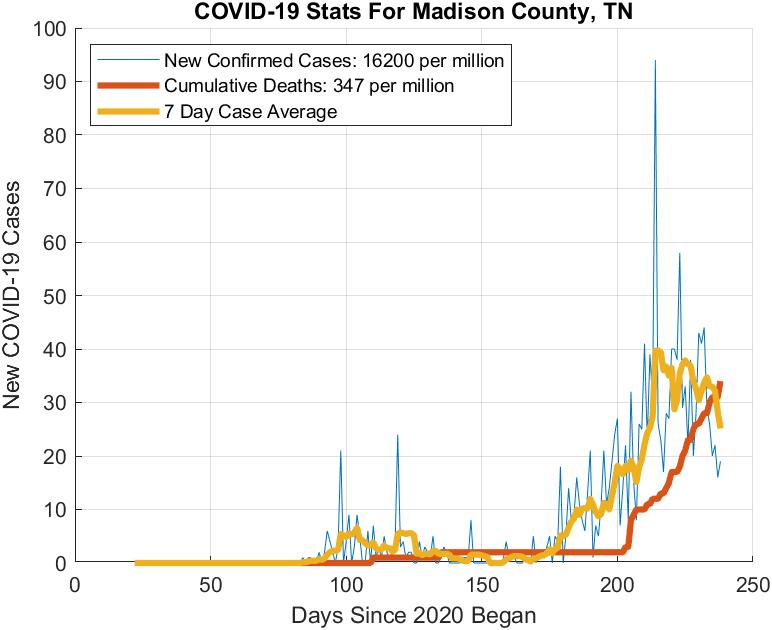 COVID-19 Stats For Madison County, TN
New Confirmed Cases: 16200 per million
Cumulative Deaths: 347 per million
7 Day Case Average
New COVID-19 Cases
100
90
80
70
60
50
40
30
20
10
0
0 50 100 150 200 250
Days Since 2020 Began